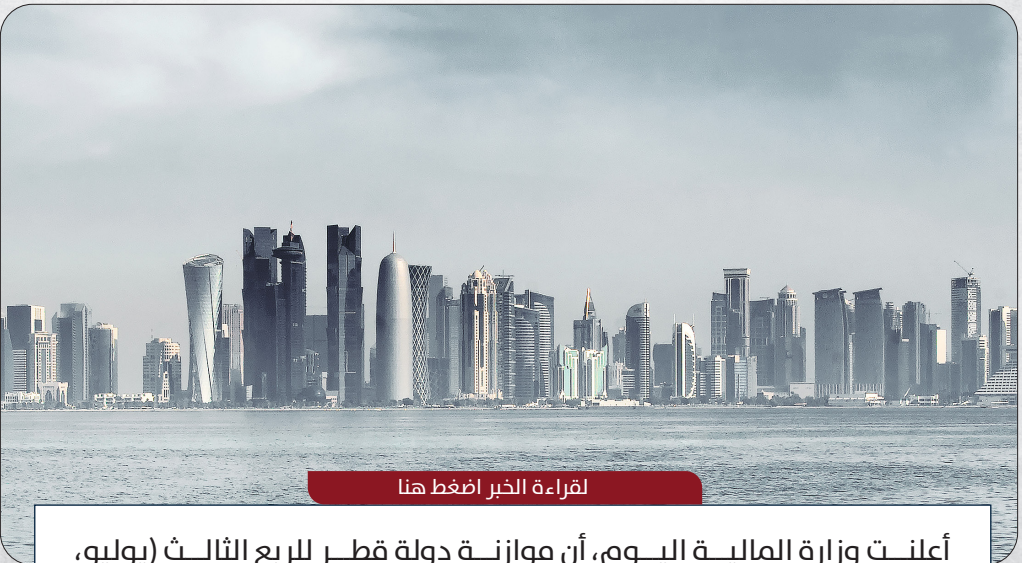 لقراءة الخبر اضغط هنا
أعلنت وزارة المالية اليوم، أن موازنة دولة قطر للربع الثالث (يوليو،